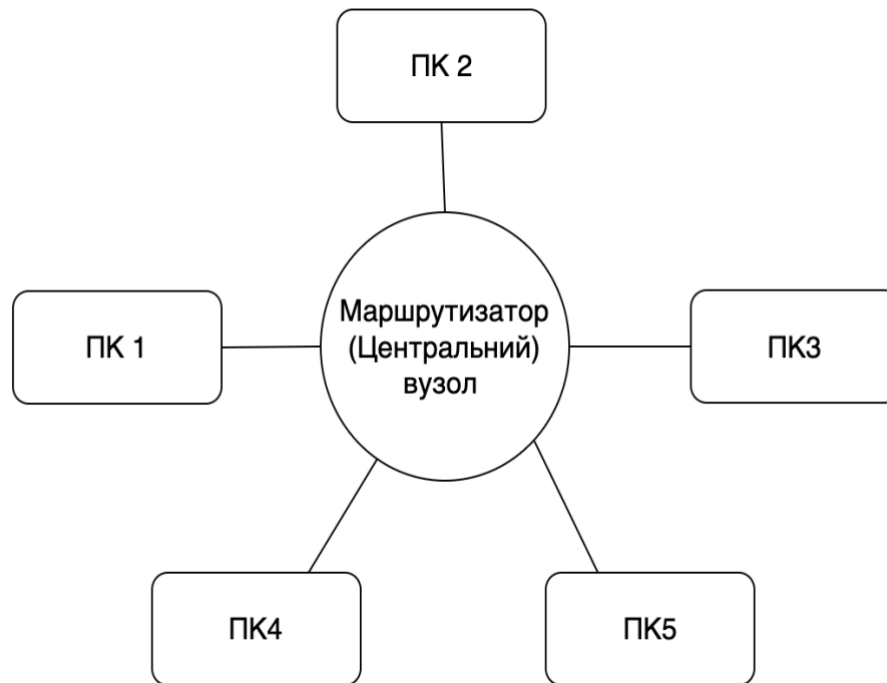 ПК 2
ПК 1
Маршрутизатор
(Центральний)
вузол
ПК3
ПК4
ПК5